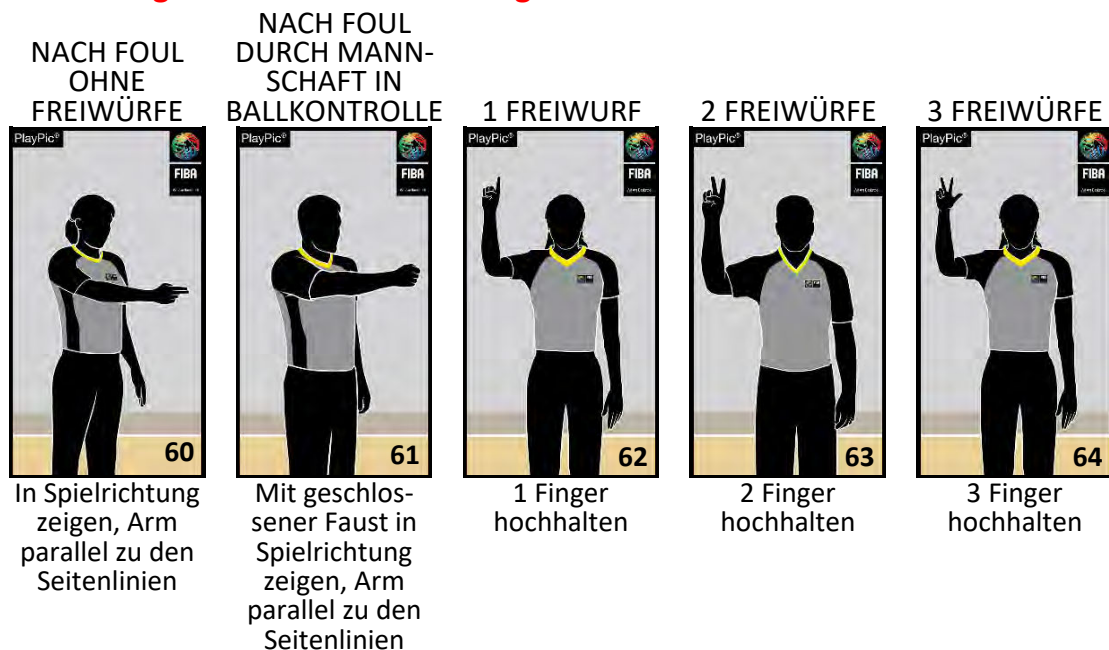 NACH FOUL
OHNE
FREIWÜRFE
PlayPic®
FIBA
60
In Spielrichtung
zeigen, Arm
parallel zu den
Seitenlinien
NACH FOUL
DURCH MANN-
SCHAFT IN
BALLKONTROLLE
PlayPic®
FIBA
61
Mit geschlos-
sener Faust in
Spielrichtung
zeigen, Arm
parallel zu den
Seitenlinien
1 FREIWURF
PlayPic®
FIBA
62
1 Finger
hochhalten
2 FREIWÜRFE
PlayPic®
FIBA
63
2 Finger
hochhalten
3 FREIWÜRFE
PlayPic®
FIBA
64
3 Finger
hochhalten